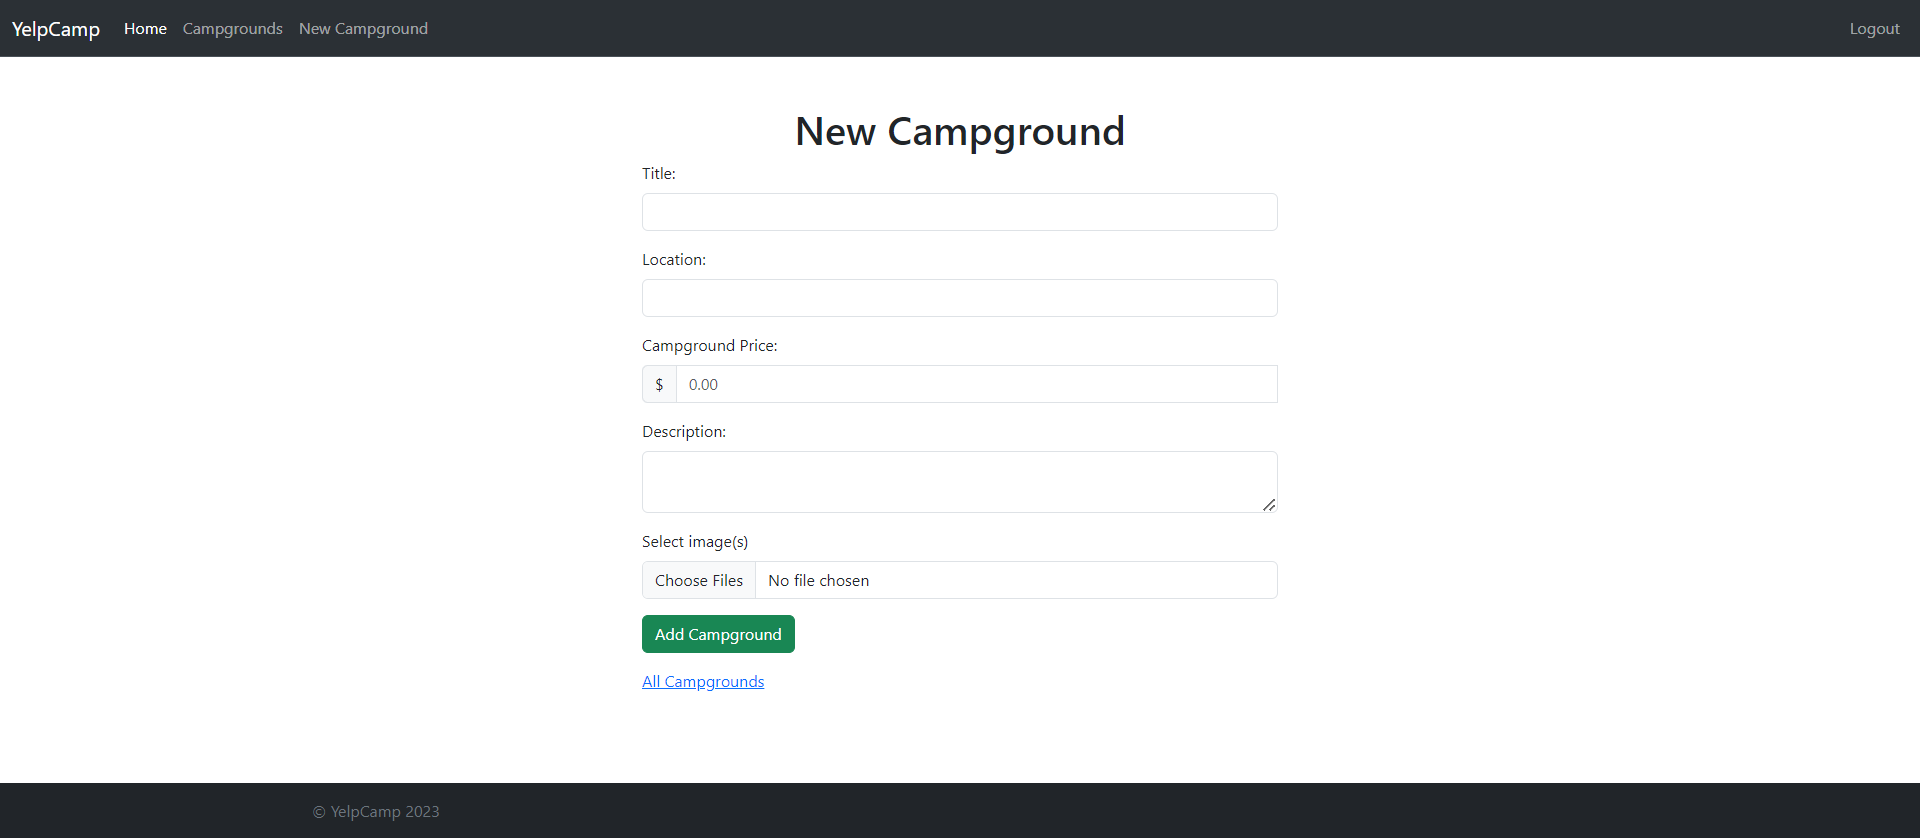 YelpCamp Home Campgrounds New Campground Logout
New Campground
Title:
Location:
Campground Price:
$ 0.00
Description:
Select image(s)
Choose Files No file chosen
Add Campground
All Campgrounds
© YelpCamp 2023